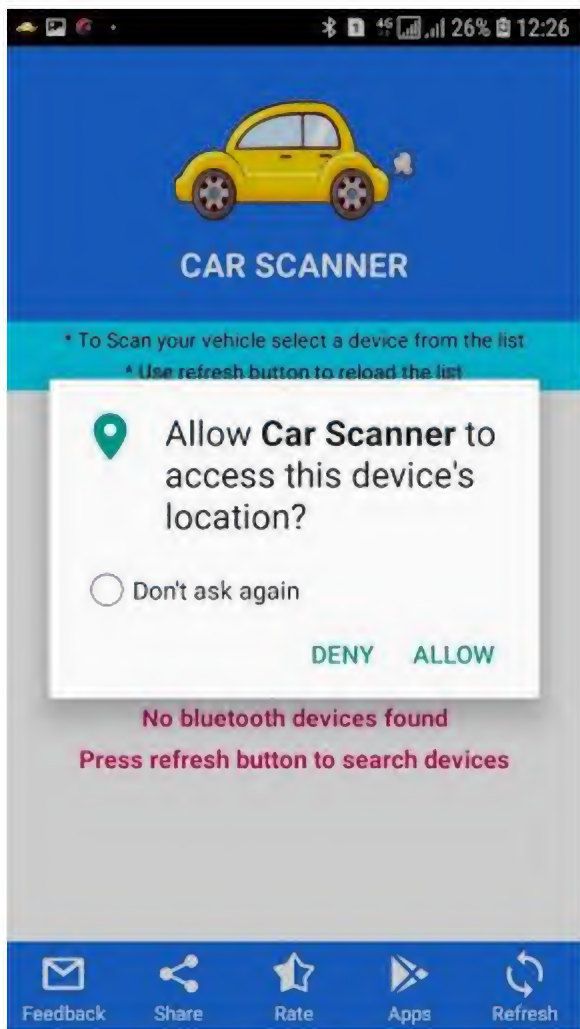 1 4G 26% 12:26
CAR SCANNER
* To Scan your vehicle select a device from the list
* Use refresh button to reload the list
Allow Car Scanner to
access this device's
location?
Don't ask again
DENY ALLOW
No bluetooth devices found
Press refresh button to search devices
Feedback Share Rate Apps Refresh